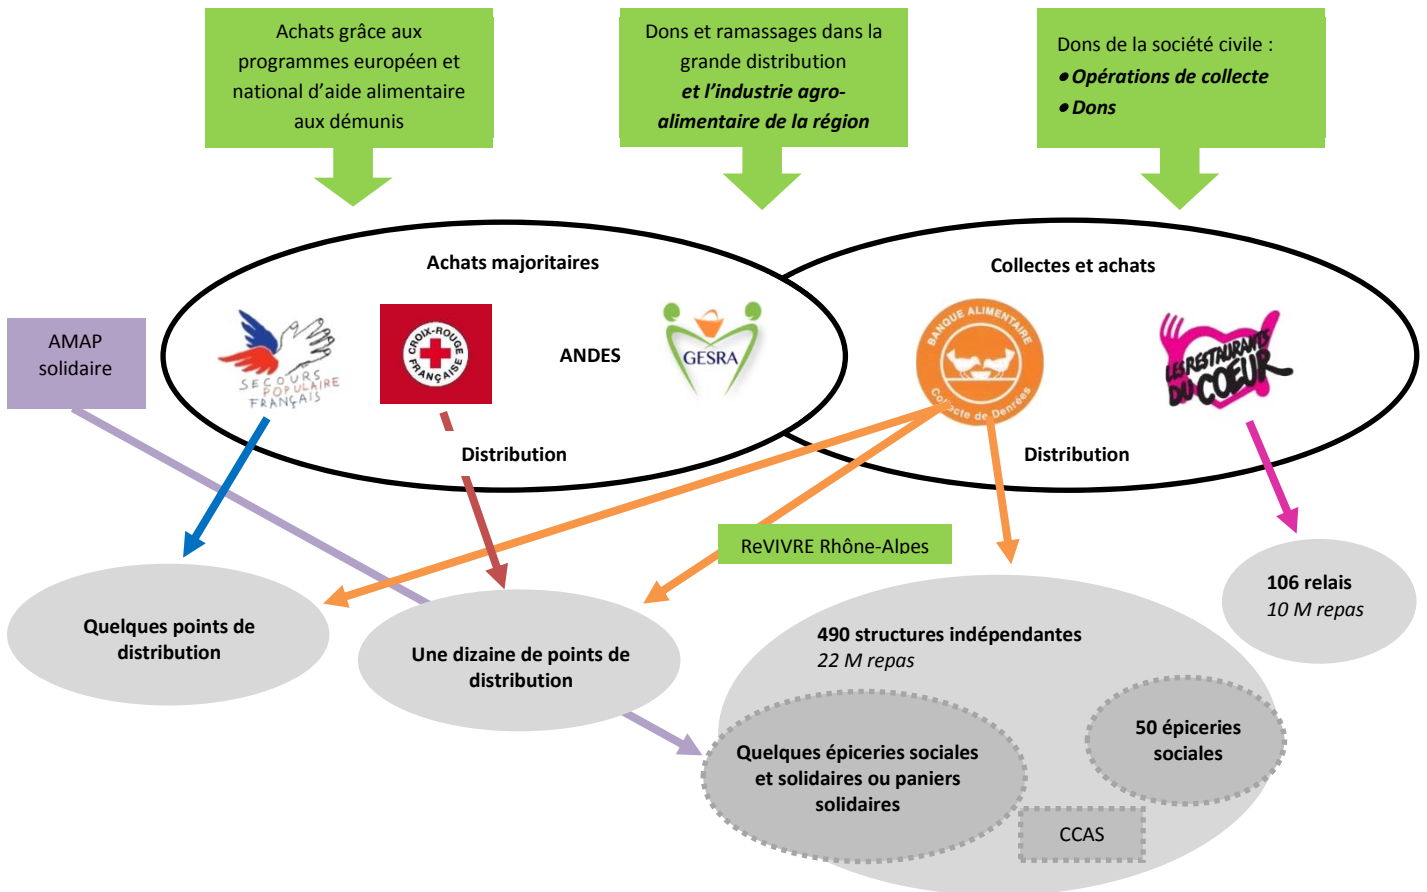 Achats grâce aux
programmes européen et
national d'aide alimentaire
aux démunis
Dons et ramassages dans la
grande distribution
et l'industrie agro-
alimentaire de la région
Dons de la société civile :
● Opérations de collecte
● Dons
Achats majoritaires
Collectes et achats
AMAP
solidaire
SECOURS
POPULAIRE
FRANÇAIS
CROIX-ROUGE
FRANÇAISE
ANDES
GESRA
BANQUE ALIMENTAIRE
Collecte de Denrées
LES RESTAURANTS
DU COEUR
Distribution
Distribution
ReVIVRE Rhône-Alpes
Quelques points de
distribution
Une dizaine de points de
distribution
490 structures indépendantes
22 M repas
106 relais
10 M repas
Quelques épiceries sociales
et solidaires ou paniers
solidaires
50 épiceries
sociales
CCAS